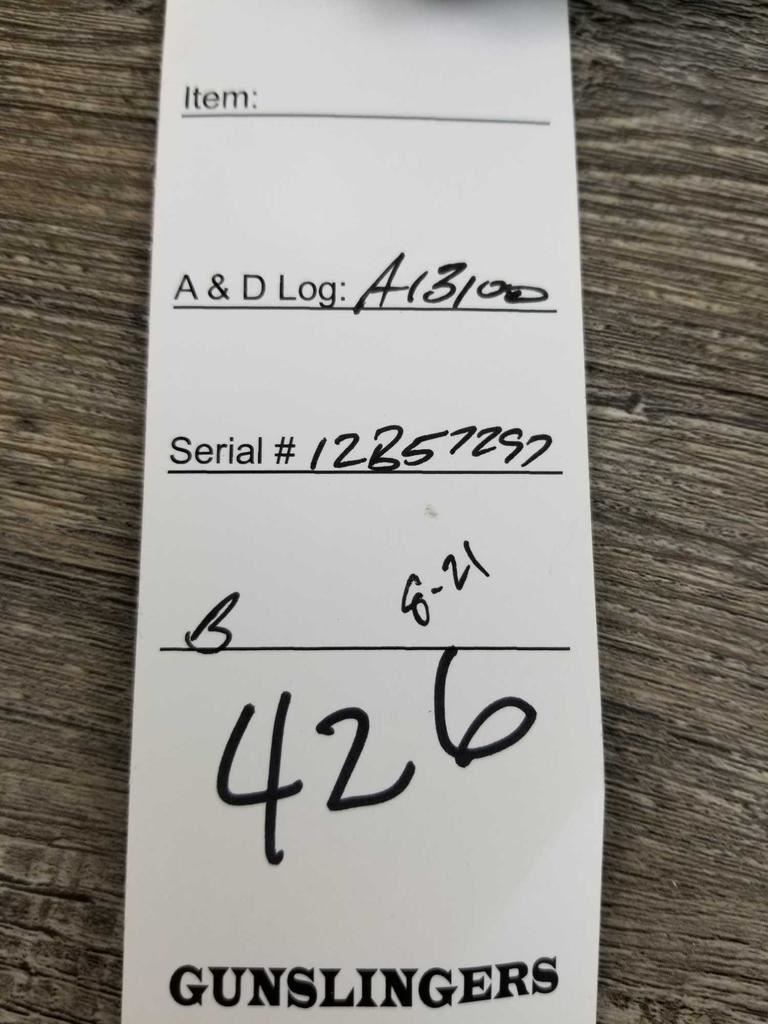 Item:
A & D Log: A13100
Serial # 12B57297
8-21
B
426
GUNSLINGERS